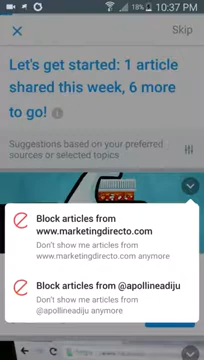 18% 10:37 PM
Skip
Let's get started: 1 article
shared this week, 6 more
to go!
Suggestions based on your preferred
sources or selected topics
Block articles from
www.marketingdirecto.com
Don't show me articles from
www.marketingdirecto.com anymore
Block articles from @apollineadiju
Don't show me articles from
@apollineadiju anymore